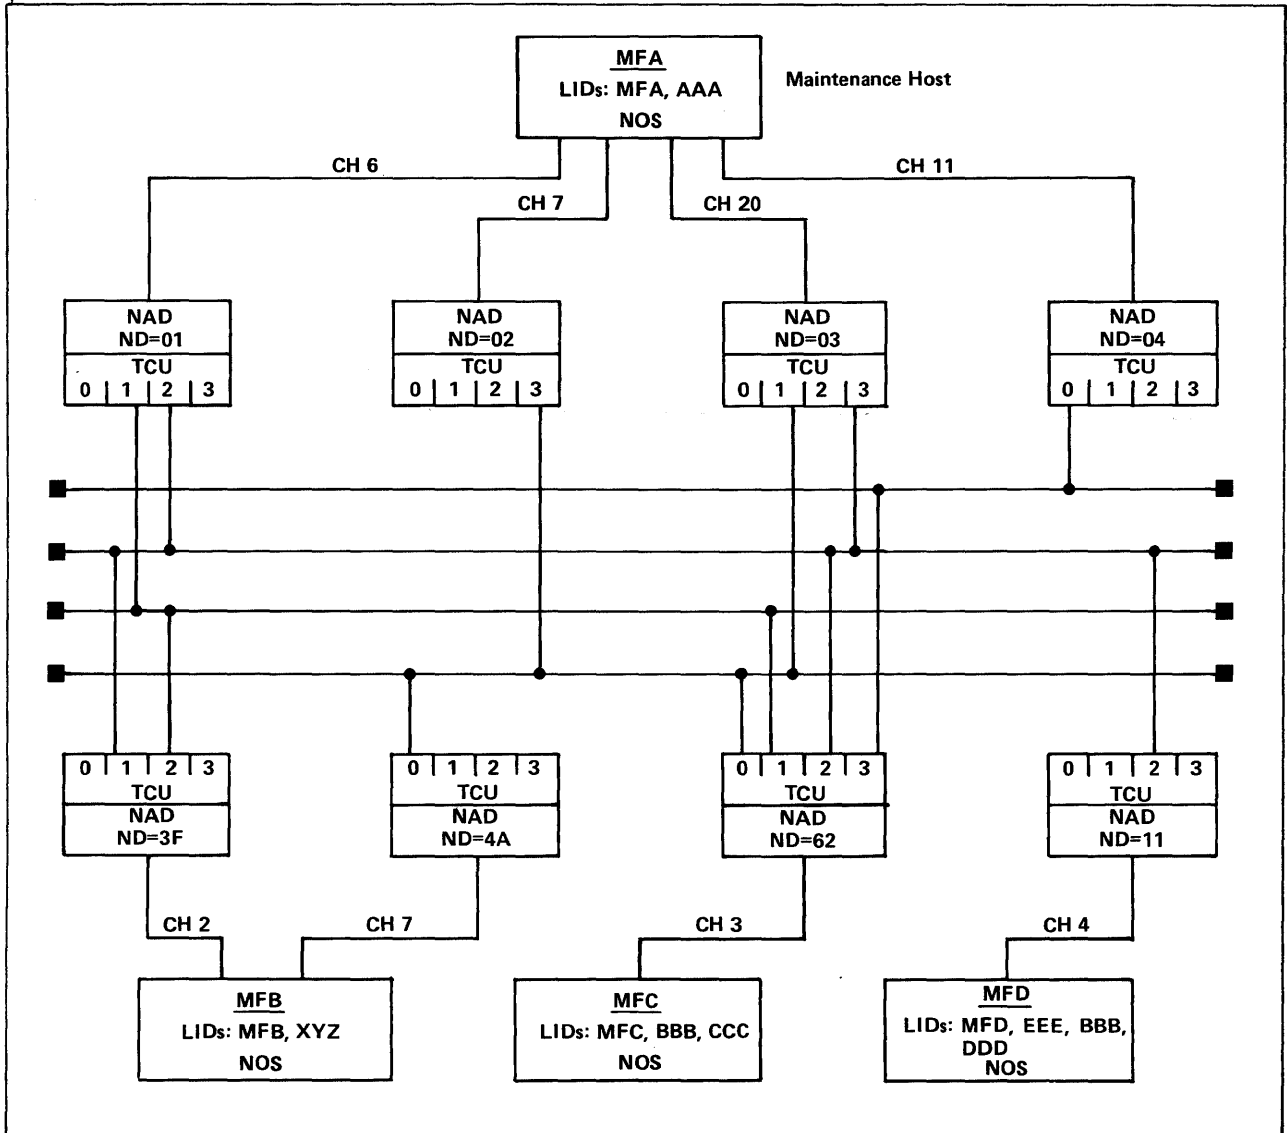 MFA
LIDs: MFA, AAA
NOS
Maintenance Host
CH 6
CH 11
CH 7
CH 20
NAD
ND=01
TCU
0 | 1 | 2 | 3
NAD
ND=02
TCU
0 | 1 | 2 | 3
NAD
ND=03
TCU
0 | 1 | 2 | 3
NAD
ND=04
TCU
0 | 1 | 2 | 3
0 | 1 | 2 | 3
TCU
NAD
ND=3F
0 | 1 | 2 | 3
TCU
NAD
ND=4A
0 | 1 | 2 | 3
TCU
NAD
ND=62
0 | 1 | 2 | 3
TCU
NAD
ND=11
CH 2
CH 7
CH 3
CH 4
MFB
LIDs: MFB, XYZ
NOS
MFC
LIDs: MFC, BBB, CCC
NOS
MFD
LIDs: MFD, EEE, BBB,
DDD
NOS